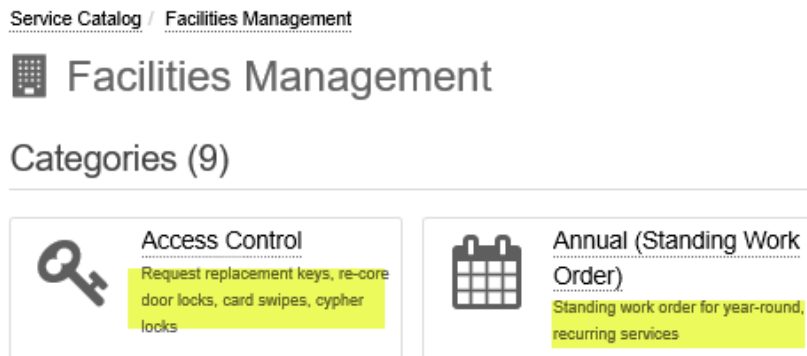 Service Catalog / Facilities Management
Facilities Management
Categories (9)
Access Control
Request replacement keys, re-core
door locks, card swipes, cypher
locks
Annual (Standing Work
Order)
Standing work order for year-round,
recurring services